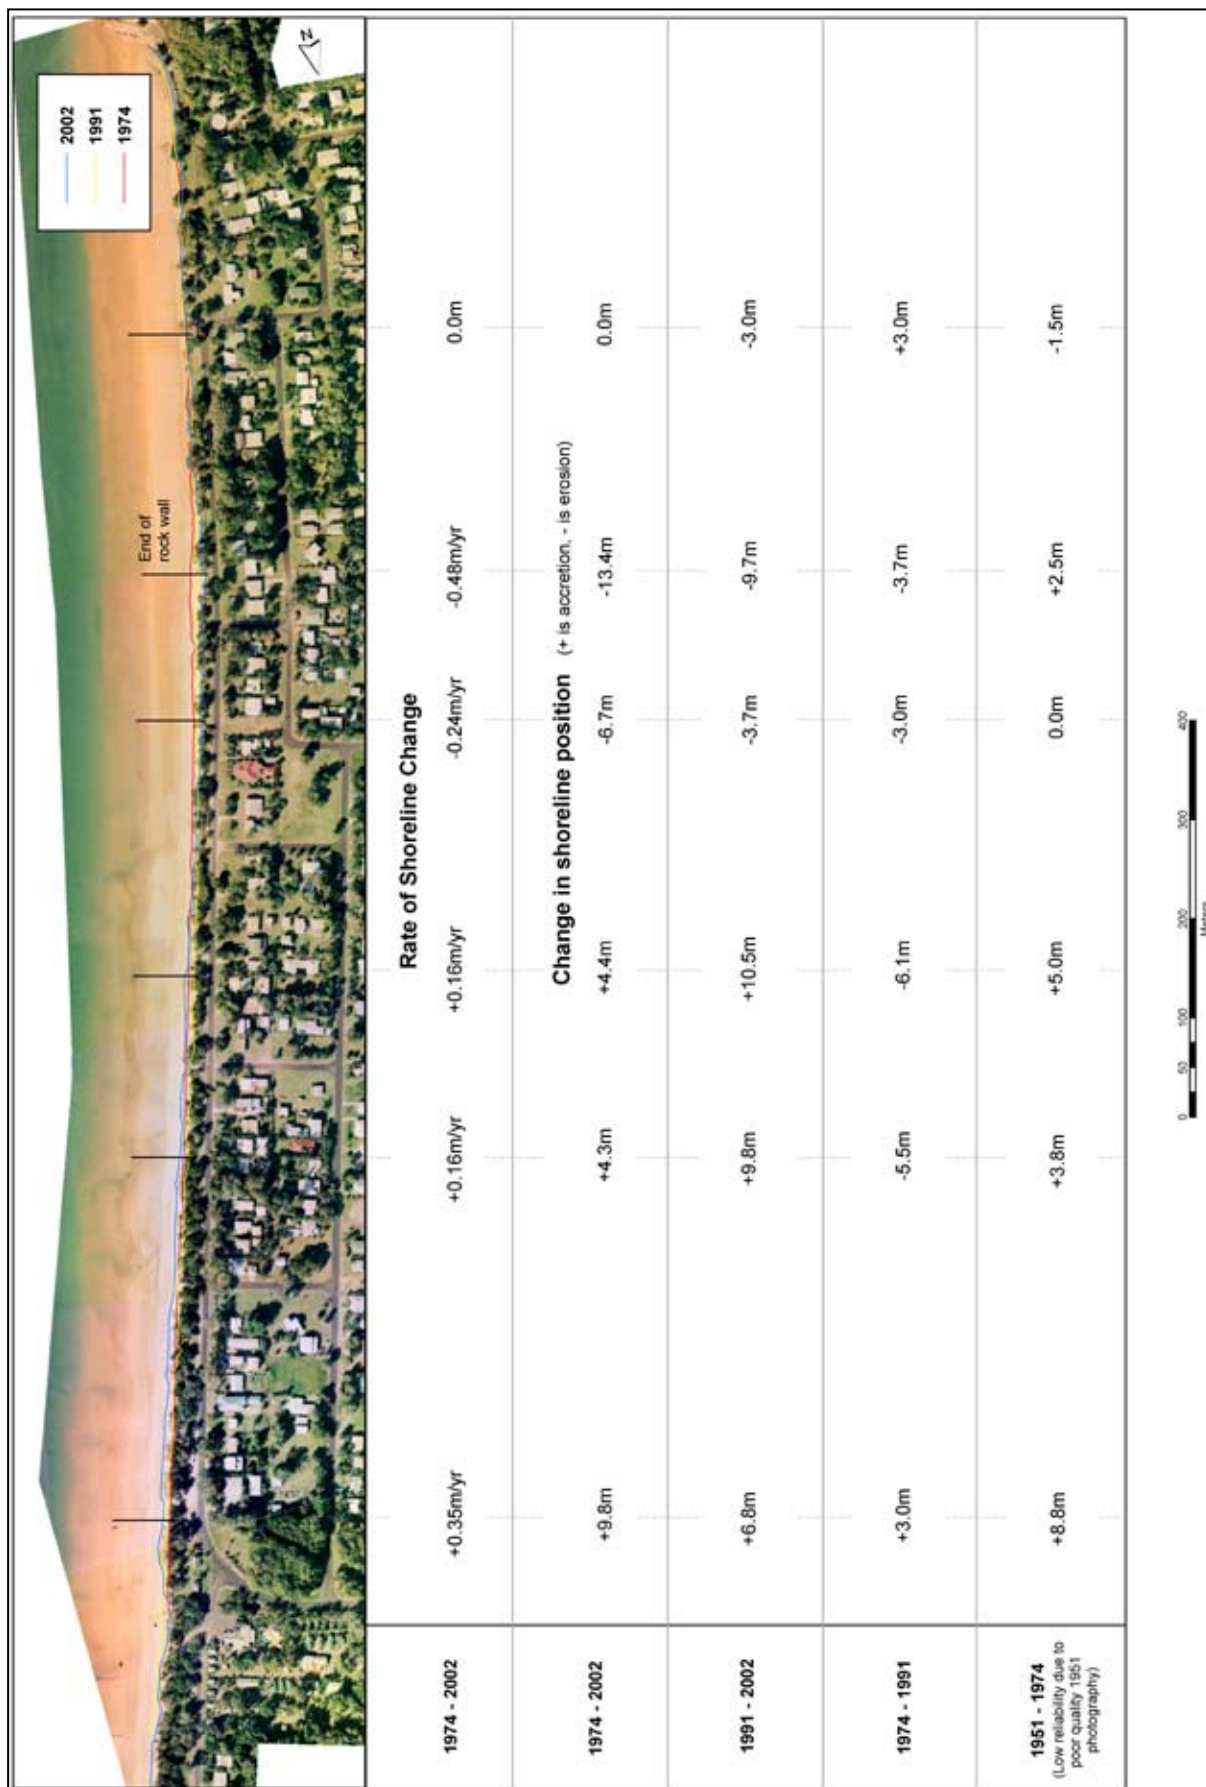 2002
1991
1974
N
End of
rock wall
Rate of Shoreline Change
1974 - 2002
+0.35m/yr
+0.16m/yr
+0.16m/yr
-0.24m/yr
-0.48m/yr
0.0m
Change in shoreline position (+ is accretion, - is erosion)
1974 - 2002
+9.8m
+4.3m
+4.4m
-6.7m
-13.4m
0.0m
1991 - 2002
+6.8m
+9.8m
+10.5m
-3.7m
-9.7m
-3.0m
1974 - 1991
+3.0m
-5.5m
-6.1m
-3.0m
-3.7m
+3.0m
1951 - 1974
(Low reliability due to
poor quality 1951
photography)
+8.8m
+3.8m
+5.0m
0.0m
+2.5m
-1.5m
0 50 100 200 300 400
Meters